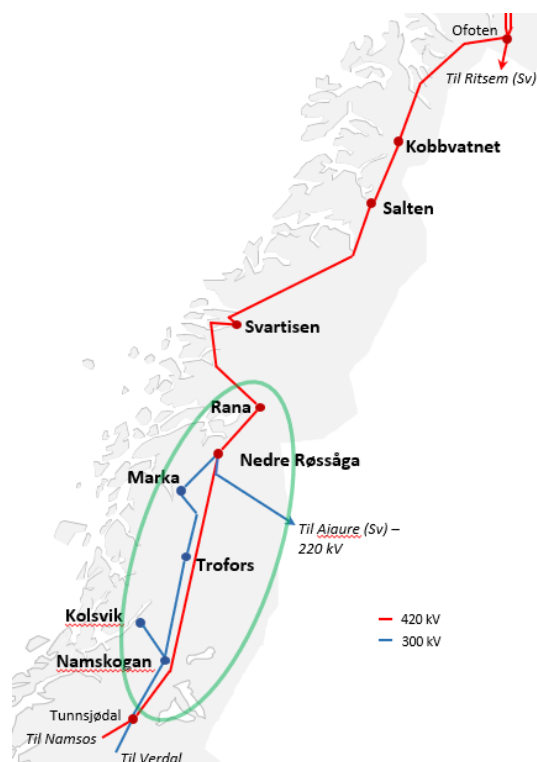 Ofoten
Til Ritsem (Sv)
Kobbvatnet
Salten
Svartisen
Rana
Nedre Røssåga
Marka
Til Ajaure (Sv) –
220 kV
Trofors
Kolsvik
420 kV
300 kV
Namskogan
Tunnsjødal
Til Namsos
Til Verdal